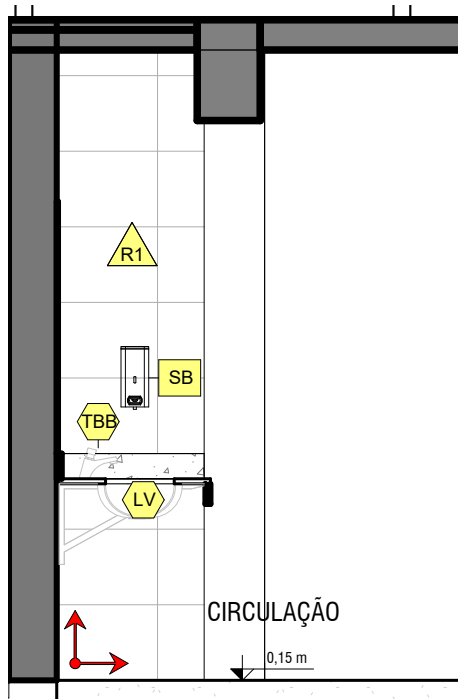 R1
SB
TBB
LV
CIRCULAÇÃO
0,15 m